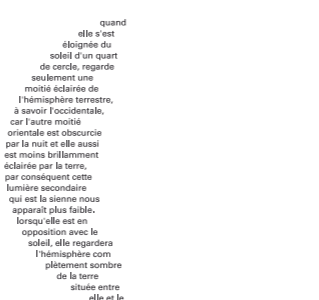 quand
elle s'est
éloignée du
soleil d'un quart
de cercle, regarde
seulement une
moitié éclairée de
l'hémisphère terrestre,
à savoir l'occidentale,
car l'autre moitié
orientale est obscurcie
par la nuit et elle aussi
est moins brillamment
éclairée par la terre,
par conséquent cette
lumière secondaire
qui est la sienne nous
apparaît plus faible.
lorsqu'elle est en
opposition avec le
soleil, elle regardera
l'hémisphère com
plètement sombre
de la terre
située entre
elle et le